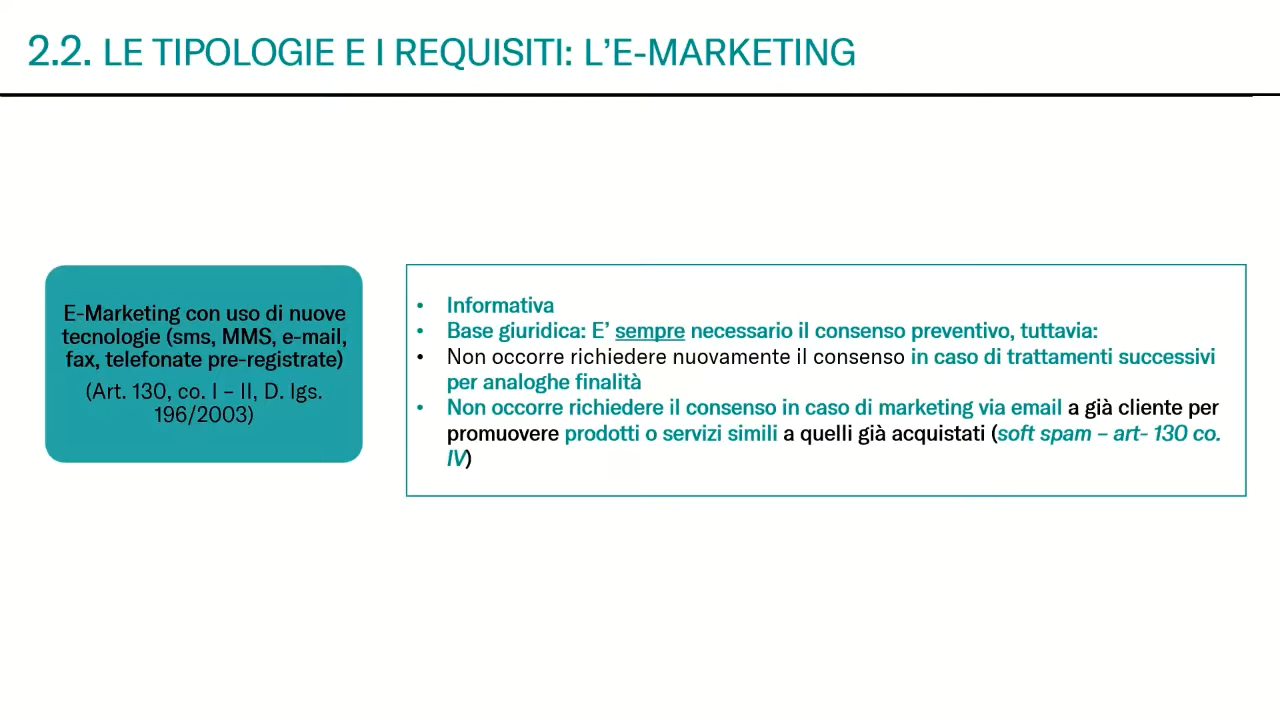 2.2. LE TIPOLOGIE E I REQUISITI: L'E-MARKETING
E-Marketing con uso di nuove
tecnologie (sms, MMS, e-mail,
fax, telefonate pre-registrate)
(Art. 130, co. I – II, D. lgs.
196/2003)
• Informativa
• Base giuridica: E’ sempre necessario il consenso preventivo, tuttavia:
• Non occorre richiedere nuovamente il consenso in caso di trattamenti successivi
per analoghe finalità
• Non occorre richiedere il consenso in caso di marketing via email a già cliente per
promuovere prodotti o servizi simili a quelli già acquistati (soft spam – art- 130 co.
IV)